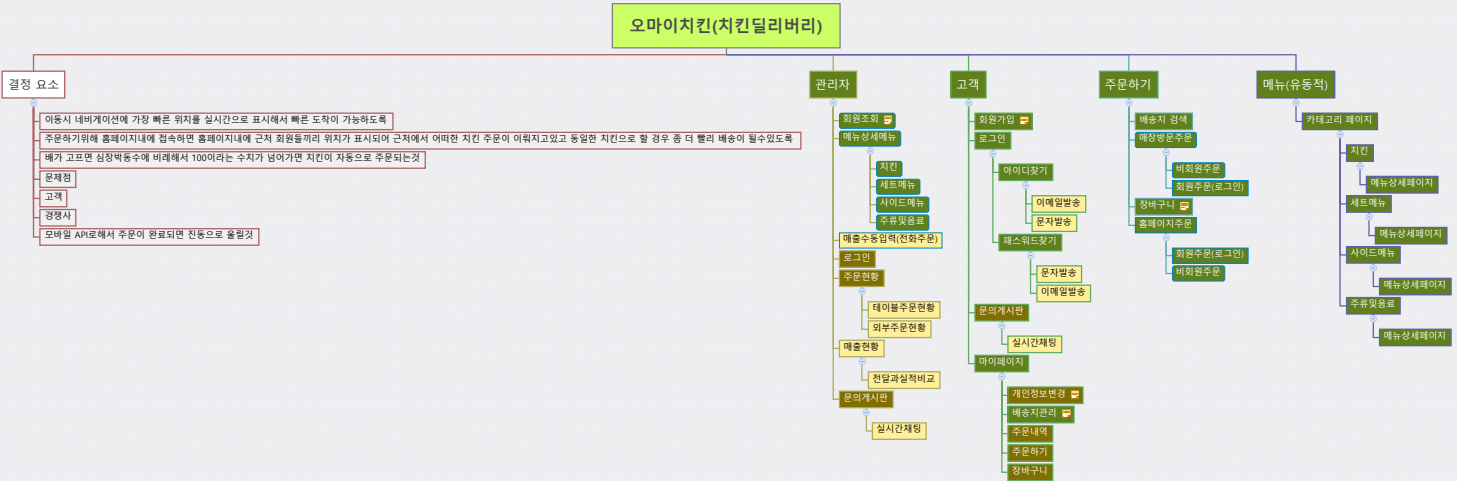 오마이치킨(치킨딜리버리)
결정 요소
이동시 네비게이션에 가장 빠른 위치를 실시간으로 표시해서 빠른 도착이 가능하도록
주문하기위해 홈페이지내에 접속하면 홈페이지내에 근처 회원들끼리 위치가 표시되어 근처에서 어떠한 치킨 주문이 이뤄지고있고 동일한 치킨으로 할 경우 좀 더 빨리 배송이 될수있도록
배가 고프면 심장박동수에 비례해서 100이라는 수치가 넘어가면 치킨이 자동으로 주문되는것
문제점
고객
경쟁사
모바일 API로해서 주문이 완료되면 진동으로 울릴것
관리자
회원조회
메뉴상세메뉴
치킨
세트메뉴
사이드메뉴
주류및음료
매출수동입력(전화주문)
로그인
주문현황
테이블주문현황
외부주문현황
매출현황
전달과실적비교
문의게시판
실시간채팅
고객
회원가입
로그인
아이디찾기
이메일발송
문자발송
패스워드찾기
문자발송
이메일발송
문의게시판
실시간채팅
마이페이지
개인정보변경
배송지관리
주문내역
주문하기
장바구니
주문하기
배송지 검색
매장방문주문
비회원주문
회원주문(로그인)
장바구니
홈페이지주문
회원주문(로그인)
비회원주문
메뉴(유동적)
카테고리 페이지
치킨
메뉴상세페이지
세트메뉴
메뉴상세페이지
사이드메뉴
메뉴상세페이지
주류및음료
메뉴상세페이지